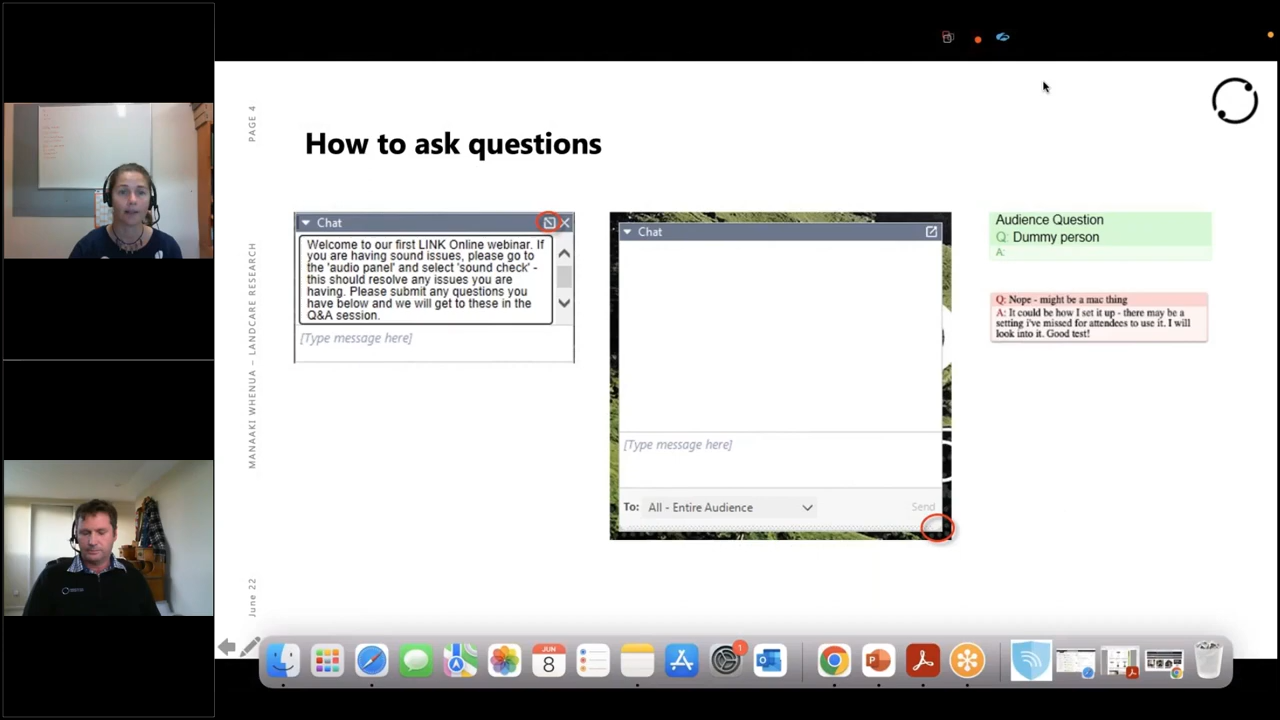 PAGE 4
MANAAKI WHENUA – LANDCARE RESEARCH
June 22
How to ask questions
Chat
Welcome to our first LINK Online webinar. If
you are having sound issues, please go to
the 'audio panel' and select 'sound check' -
this should resolve any issues you are
having. Please submit any questions you
have below and we will get to these in the
Q&A session.
[Type message here]
Chat
[Type message here]
To: All - Entire Audience
Send
Audience Question
Q: Dummy person
A:
Q: Nope - might be a mac thing
A: It could be how I set it up - there may be a
setting i've missed for attendees to use it. I will
look into it. Good test!
JUN
8
1